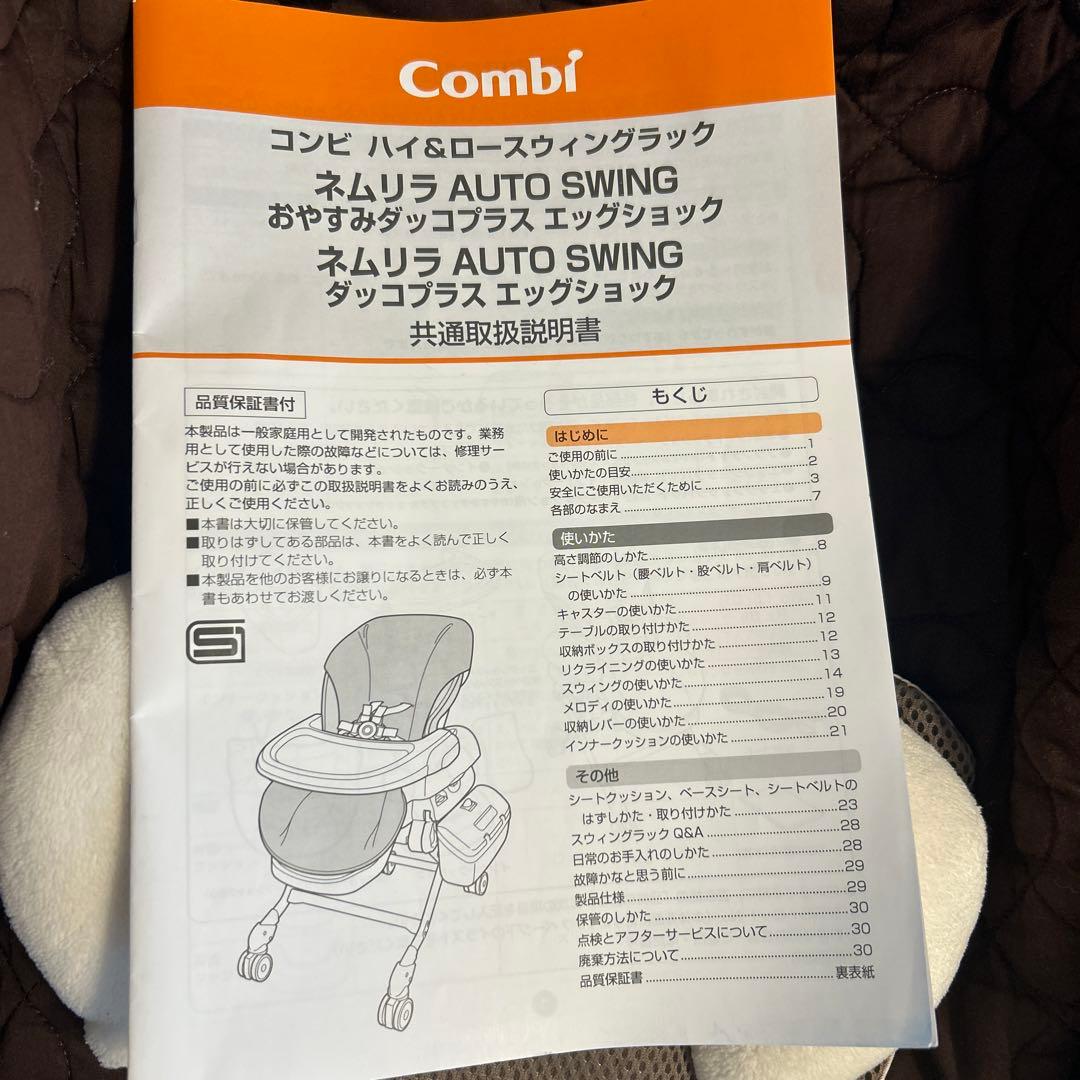 Combi
コンビ ハイ&ロースウィングラック
ネムリラ AUTO SWING
おやすみダッコプラス エッグショック
ネムリラ AUTO SWING
ダッコプラス エッグショック
共通取扱説明書
品質保証書付
本製品は一般家庭用として開発されたものです。業務
用として使用した際の故障などについては、修理サー
ビスが行えない場合があります。
ご使用の前に必ずこの取扱説明書をよくお読みのうえ、
正しくご使用ください。
■本書は大切に保管してください。
■取りはずしてある部品は、本書をよく読んで正しく
取り付けてください。
■本製品を他のお客様にお譲りになるときは、必ず本
書もあわせてお渡しください。
もくじ
はじめに
ご使用の前に ........ 1
使いかたの目安 ........ 2
安全にご使用いただくために ........ 3
各部のなまえ ........ 7
使いかた
高さ調節のしかた ........ 8
シートベルト（腰ベルト・股ベルト・肩ベルト）
の使いかた ........ 9
キャスターの使いかた ........ 11
テーブルの取り付けかた ........ 12
収納ボックスの取り付けかた ........ 12
リクライニングの使いかた ........ 13
スウィングの使いかた ........ 14
メロディの使いかた ........ 19
収納レバーの使いかた ........ 20
インナークッションの使いかた ........ 21
その他
シートクッション、ベースシート、シートベルトの
はずしかた・取り付けかた ........ 23
スウィングラック Q&A ........ 28
日常のお手入れのしかた ........ 28
故障かなと思う前に ........ 29
製品仕様 ........ 29
保管のしかた ........ 30
点検とアフターサービスについて ........ 30
廃棄方法について ........ 30
品質保証書 ........ 裏表紙